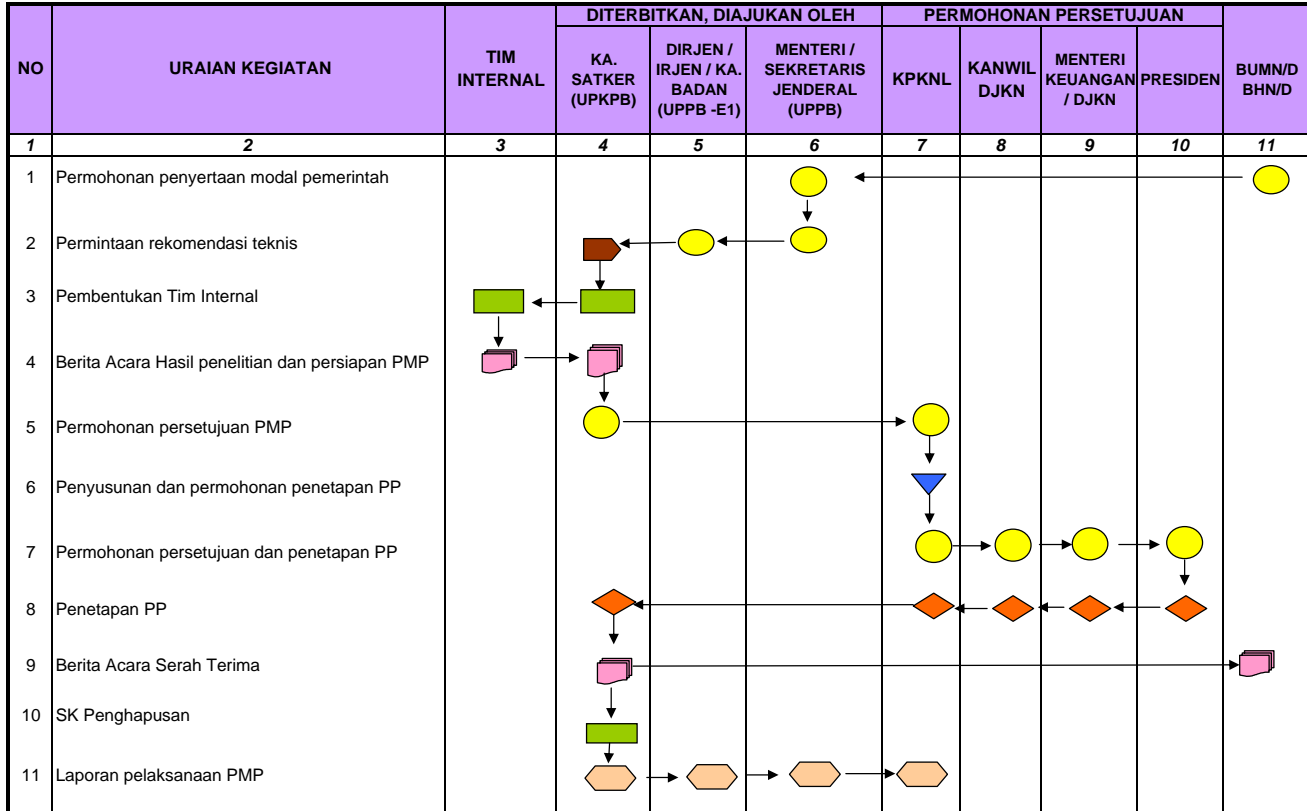 DITERBITKAN, DIAJUKAN OLEH
PERMOHONAN PERSETUJUAN
NO
URAIAN KEGIATAN
TIM
INTERNAL
KA.
SATKER
(UPKPB)
DIRJEN /
IRJEN / KA.
BADAN
(UPPB -E1)
MENTERI /
SEKRETARIS
JENDERAL
(UPPB)
KPKNL
KANWIL
DJKN
MENTERI
KEUANGAN
/ DJKN
PRESIDEN
BUMN/D
BHN/D
1 2 3 4 5 6 7 8 9 10 11
1 Permohonan penyertaan modal pemerintah
2 Permintaan rekomendasi teknis
3 Pembentukan Tim Internal
4 Berita Acara Hasil penelitian dan persiapan PMP
5 Permohonan persetujuan PMP
6 Penyusunan dan permohonan penetapan PP
7 Permohonan persetujuan dan penetapan PP
8 Penetapan PP
9 Berita Acara Serah Terima
10 SK Penghapusan
11 Laporan pelaksanaan PMP